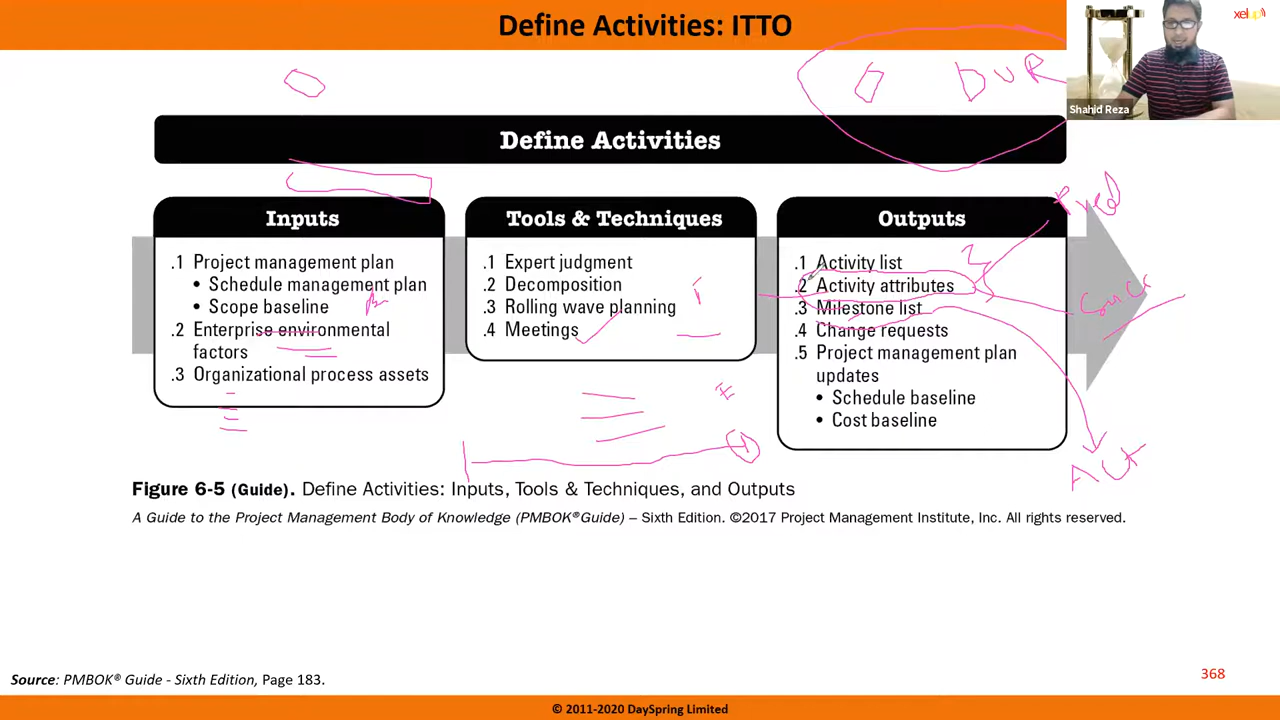 Define Activities: ITTO
xelup
DUR
Shahid Reza
Define Activities
Pred
Inputs
Tools & Techniques
Outputs
.1 Project management plan
• Schedule management plan
• Scope baseline
.2 Enterprise environmental
factors
.3 Organizational process assets
.1 Expert judgment
.2 Decomposition
.3 Rolling wave planning
.4 Meetings
.1 Activity list
.2 Activity attributes
.3 Milestone list
.4 Change requests
.5 Project management plan
updates
• Schedule baseline
• Cost baseline
Act
Figure 6-5 (Guide). Define Activities: Inputs, Tools & Techniques, and Outputs
A Guide to the Project Management Body of Knowledge (PMBOK® Guide) – Sixth Edition. ©2017 Project Management Institute, Inc. All rights reserved.
368
Source: PMBOK® Guide - Sixth Edition, Page 183.
© 2011-2020 DaySpring Limited